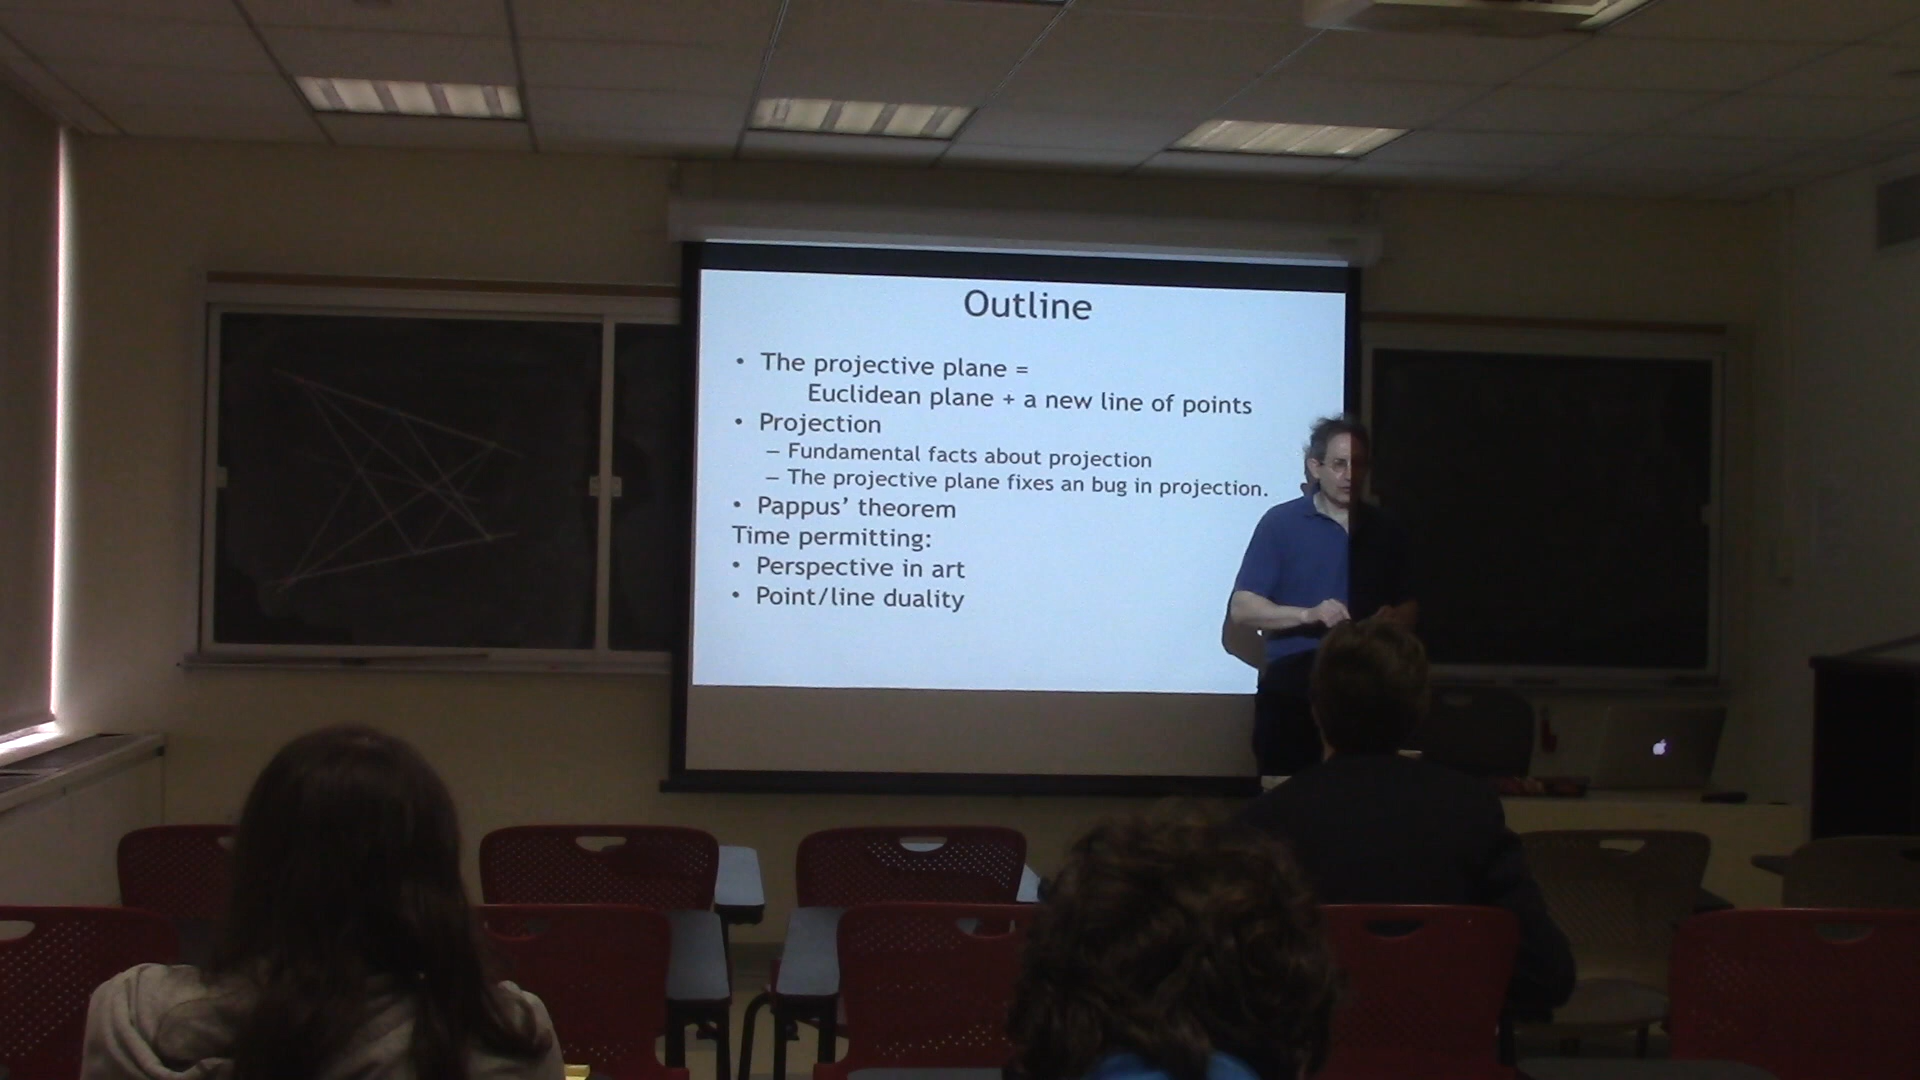 Outline
• The projective plane =
Euclidean plane + a new line of points
• Projection
– Fundamental facts about projection
– The projective plane fixes an bug in projection.
• Pappus’ theorem
Time permitting:
• Perspective in art
• Point/line duality